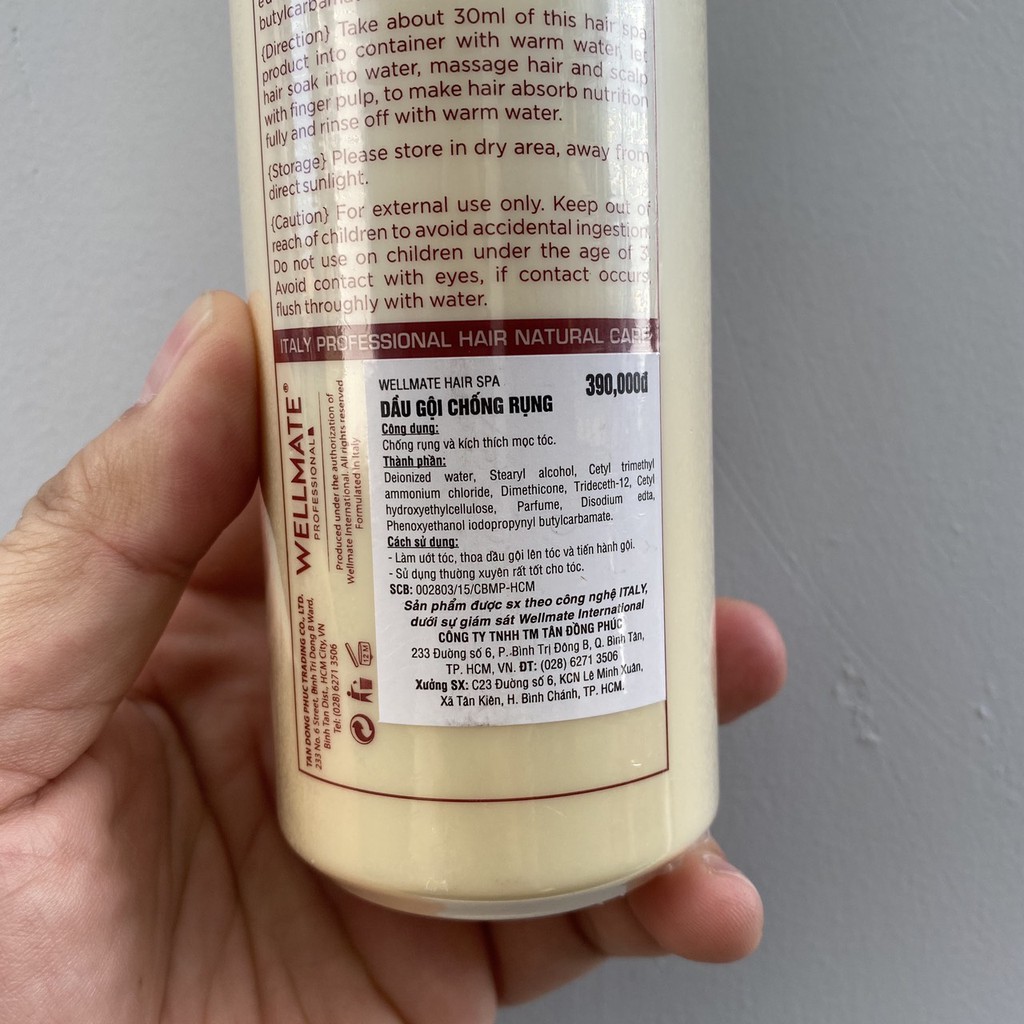 butylcarbamate
{Direction} Take about 30ml of this hair spa
product into container with warm water, let
hair soak into water, massage hair and scalp
with finger pulp, to make hair absorb nutrition
fully and rinse off with warm water.
{Storage} Please store in dry area, away from
direct sunlight.
{Caution} For external use only. Keep out of
reach of children to avoid accidental ingestion.
Do not use on children under the age of 3.
Avoid contact with eyes, if contact occurs,
flush throughly with water.
ITALY PROFESSIONAL HAIR NATURAL CARE
WELLMATE®
PROFESSIONAL
Produced under the authorization of
Wellmate International. All rights reserved
Formulated in Italy
TAN DONG PHUC TRADING CO., LTD.
233 No. 6 Street, Binh Tri Dong B Ward,
Binh Tan Dist, HCM City, VN
Tel: (028) 6271 3506
12 M
WELLMATE HAIR SPA 390,000đ
DẦU GỘI CHỐNG RỤNG
Công dụng:
Chống rụng và kích thích mọc tóc.
Thành phần:
Deionized water, Stearyl alcohol, Cetyl trimethyl
ammonium chloride, Dimethicone, Trideceth-12, Cetyl
hydroxyethylcellulose, Parfume, Disodium edta,
Phenoxyethanol iodopropynyl butylcarbamate.
Cách sử dụng:
- Làm ướt tóc, thoa dầu gội lên tóc và tiến hành gội.
- Sử dụng thường xuyên rất tốt cho tóc.
SCB: 002803/15/CBMP-HCM
Sản phẩm được sx theo công nghệ ITALY,
dưới sự giám sát Wellmate International
CÔNG TY TNHH TM TÂN ĐỒNG PHÚC
233 Đường số 6, P. Bình Trị Đông B, Q. Bình Tân,
TP. HCM, VN. ĐT: (028) 6271 3506
Xưởng SX: C23 Đường số 6, KCN Lê Minh Xuân,
Xã Tân Kiên, H. Bình Chánh, TP. HCM.